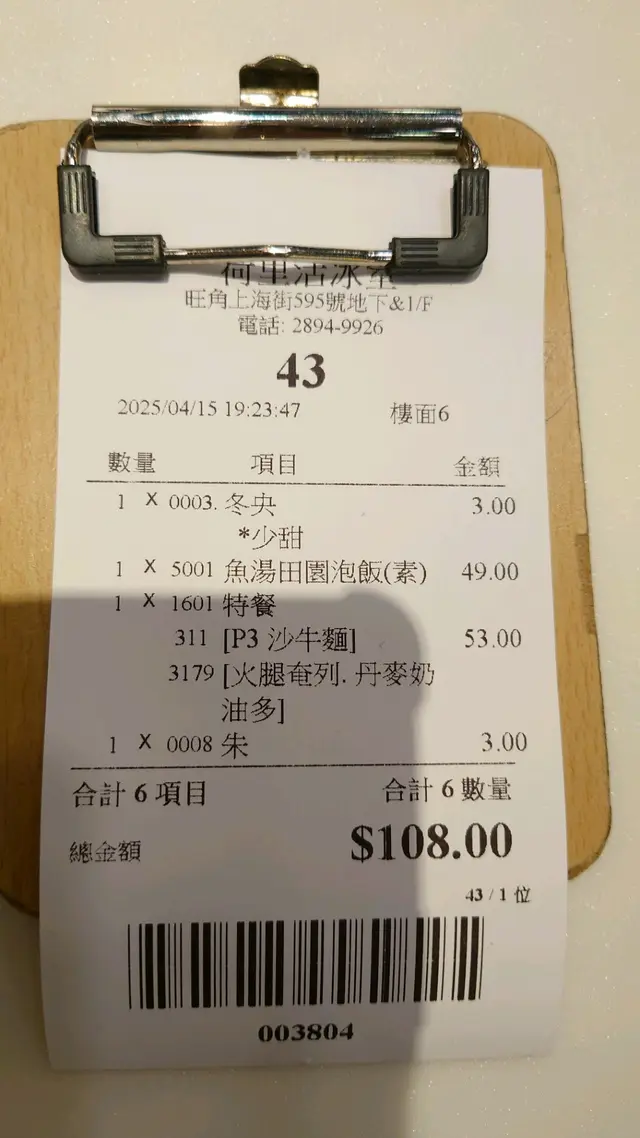 荷里活冰室
旺角上海街595號地下&1/F
電話: 2894-9926
43
2025/04/15 19:23:47 樓面6
數量 項目 金額
1 X 0003. 冬央 3.00
*少甜
1 X 5001 魚湯田園泡飯(素) 49.00
1 X 1601 特餐
311 [P3 沙牛麵] 53.00
3179 [火腿奄列. 丹麥奶
油多]
1 X 0008 朱 3.00
合計 6 項目 合計 6 數量
總金額 $108.00
43 / 1 位
003804